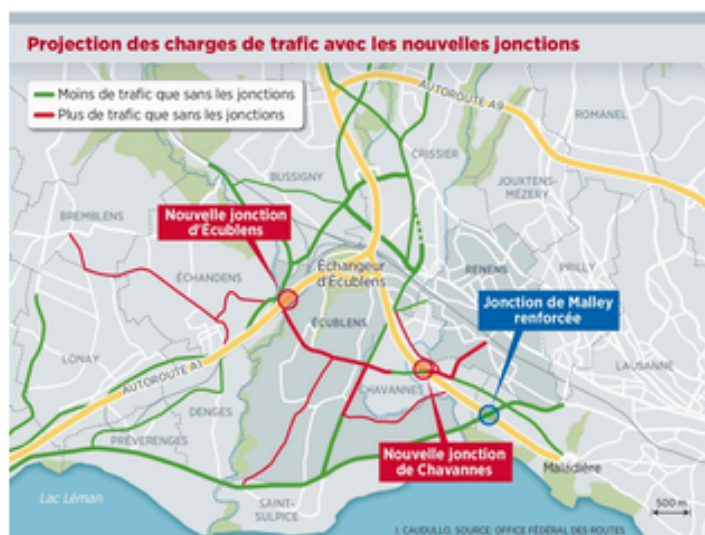 Projection des charges de trafic avec les nouvelles jonctions
Moins de trafic que sans les jonctions
Plus de trafic que sans les jonctions
AUTOROUTE A9
ROMANEL
CRISSIER
BUSSIGNY
JOUXTENS-
MÉZERY
BREMBLENS
Nouvelle jonction
d'Écublens
RENENS
PRILLY
ÉCHANDENS
Échangeur
d'Écublens
Jonction de Malley
renforcée
ÉCUBLENS
LONAY
AUTOROUTE A1
LAUSANNE
CHAVANNES
DENGES
PRÉVERENGES
Nouvelle jonction
de Chavannes
Maladière
Lac Léman
SAINT-
SULPICE
500 m
I. CAUDULLO. SOURCE: OFFICE FÉDÉRAL DES ROUTES